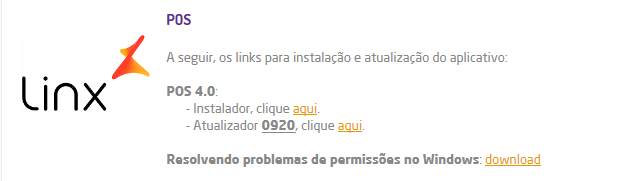 POS
Linx
A seguir, os links para instalação e atualização do aplicativo:
POS 4.0:
- Instalador, clique aqui.
- Atualizador 0920, clique aqui.
Resolvendo problemas de permissões no Windows: download